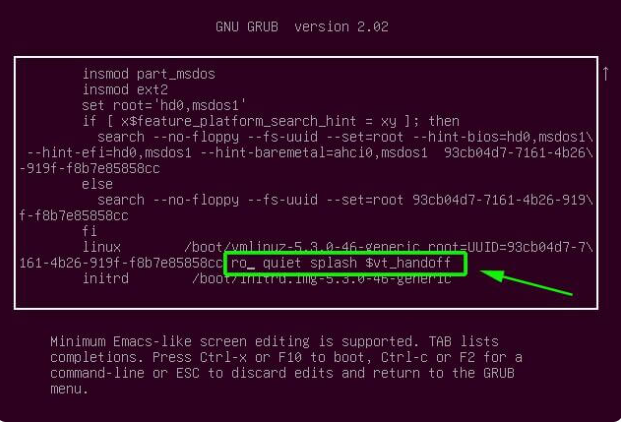 GNU GRUB  version 2.02
insmod part_msdos
insmod ext2
set root='hd0,msdos1'
if [ x$feature_platform_search_hint = xy ]; then
search --no-floppy --fs-uuid --set=root --hint-bios=hd0,msdos1\
--hint-efi=hd0,msdos1 --hint-baremetal=ahci0,msdos1  93cb04d7-7161-4b26\
-919f-f8b7e85858cc
else
search --no-floppy --fs-uuid --set=root 93cb04d7-7161-4b26-919\
f-f8b7e85858cc
fi
linux        /boot/vmlinuz-5.3.0-46-generic root=UUID=93cb04d7-7\
161-4b26-919f-f8b7e85858cc ro_ quiet splash $vt_handoff
initrd        /boot/initrd.img-5.3.0-46-generic
Minimum Emacs-like screen editing is supported. TAB lists
completions. Press Ctrl-x or F10 to boot, Ctrl-c or F2 for a
command-line or ESC to discard edits and return to the GRUB
menu.